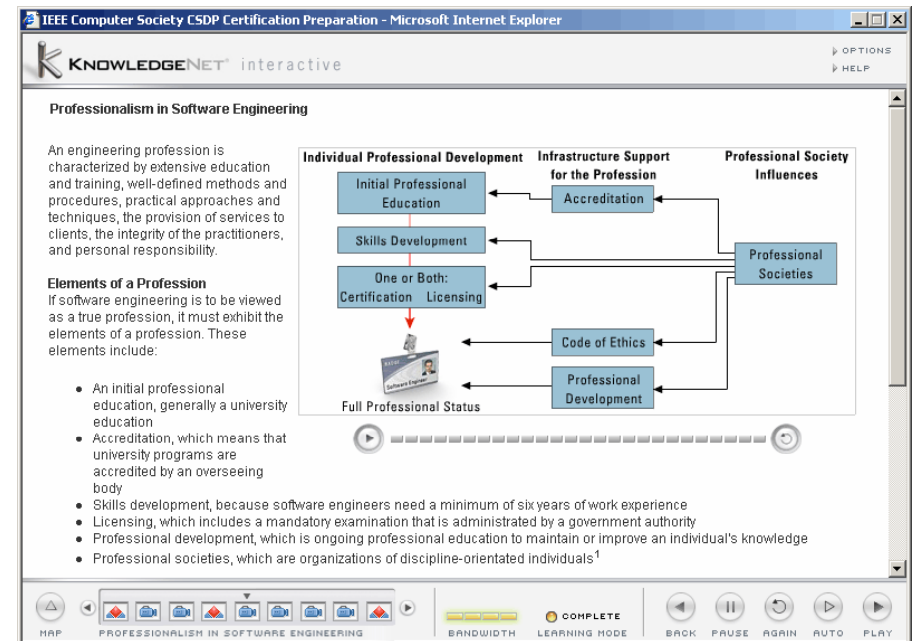 IEEE Computer Society CSDP Certification Preparation - Microsoft Internet Explorer
KNOWLEDGENET interactive
OPTIONS
HELP
Professionalism in Software Engineering
An engineering profession is
characterized by extensive education
and training, well-defined methods and
procedures, practical approaches and
techniques, the provision of services to
clients, the integrity of the practitioners,
and personal responsibility.
Elements of a Profession
If software engineering is to be viewed
as a true profession, it must exhibit the
elements of a profession. These
elements include:
Individual Professional Development
Infrastructure Support
for the Profession
Professional Society
Influences
Initial Professional
Education
Accreditation
Skills Development
Professional
Societies
One or Both:
Certification Licensing
Code of Ethics
Software Engineer
Professional
Development
Full Professional Status
• An initial professional
education, generally a university
education
• Accreditation, which means that
university programs are
accredited by an overseeing
body
• Skills development, because software engineers need a minimum of six years of work experience
• Licensing, which includes a mandatory examination that is administered by a government authority
• Professional development, which is ongoing professional education to maintain or improve an individual's knowledge
• Professional societies, which are organizations of discipline-orientated individuals1
MAP
PROFESSIONALISM IN SOFTWARE ENGINEERING
BANDWIDTH
COMPLETE
LEARNING MODE
BACK PAUSE AGAIN AUTO PLAY